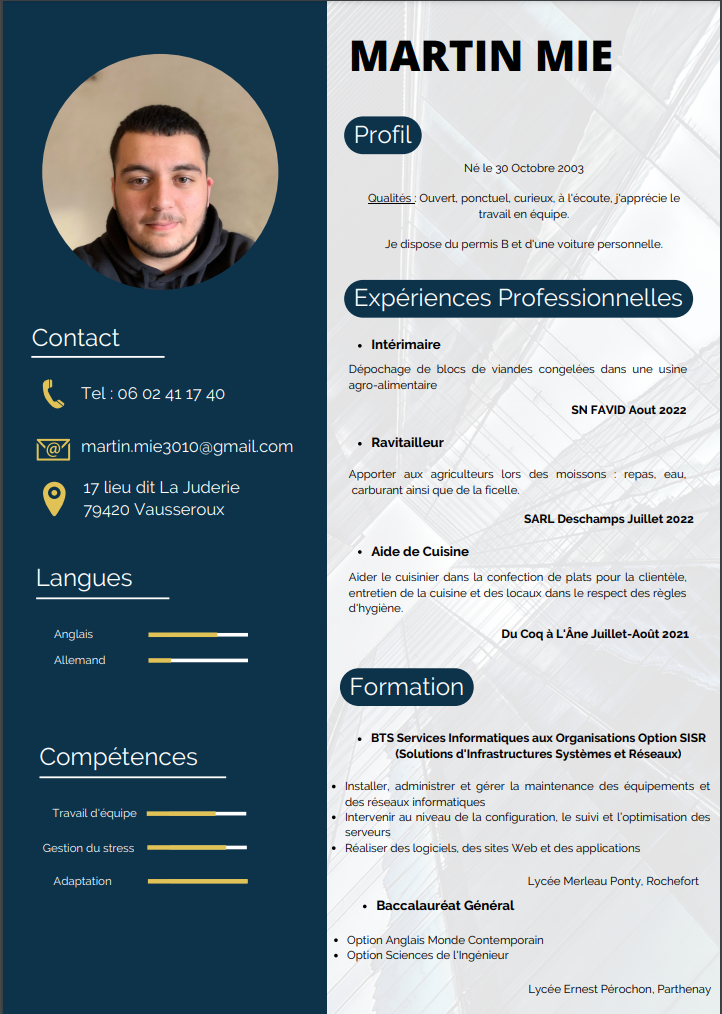 MARTIN MIE
Profil
Né le 30 Octobre 2003
Qualités : Ouvert, ponctuel, curieux, à l'écoute, j'apprécie le
travail en équipe.
Je dispose du permis B et d'une voiture personnelle.
Expériences Professionnelles
• Intérimaire
Dépochage de blocs de viandes congelées dans une usine
agro-alimentaire
SN FAVID Aout 2022
• Ravitailleur
Apporter aux agriculteurs lors des moissons : repas, eau,
carburant ainsi que de la ficelle.
SARL Deschamps Juillet 2022
• Aide de Cuisine
Aider le cuisinier dans la confection de plats pour la clientèle,
entretien de la cuisine et des locaux dans le respect des règles
d'hygiène.
Du Coq à L'Âne Juillet-Août 2021
Formation
• BTS Services Informatiques aux Organisations Option SISR
(Solutions d'Infrastructures Systèmes et Réseaux)
• Installer, administrer et gérer la maintenance des équipements et
des réseaux informatiques
• Intervenir au niveau de la configuration, le suivi et l'optimisation des
serveurs
• Réaliser des logiciels, des sites Web et des applications
Lycée Merleau Ponty, Rochefort
• Baccalauréat Général
• Option Anglais Monde Contemporain
• Option Sciences de l'Ingénieur
Lycée Ernest Pérochon, Parthenay
Contact
Tel : 06 02 41 17 40
@ martin.mie3010@gmail.com
17 lieu dit La Juderie
79420 Vausseroux
Langues
Anglais
Allemand
Compétences
Travail d'équipe
Gestion du stress
Adaptation